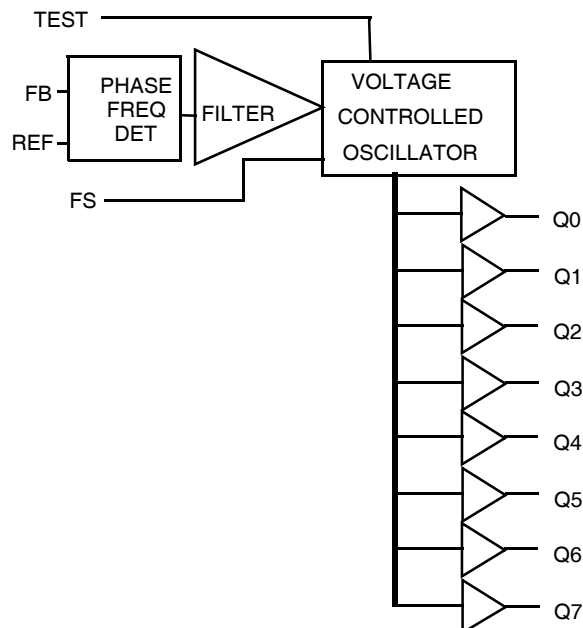 TEST
FB
REF
PHASE
FREQ
DET
FILTER
VOLTAGE
CONTROLLED
OSCILLATOR
FS
Q0
Q1
Q2
Q3
Q4
Q5
Q6
Q7